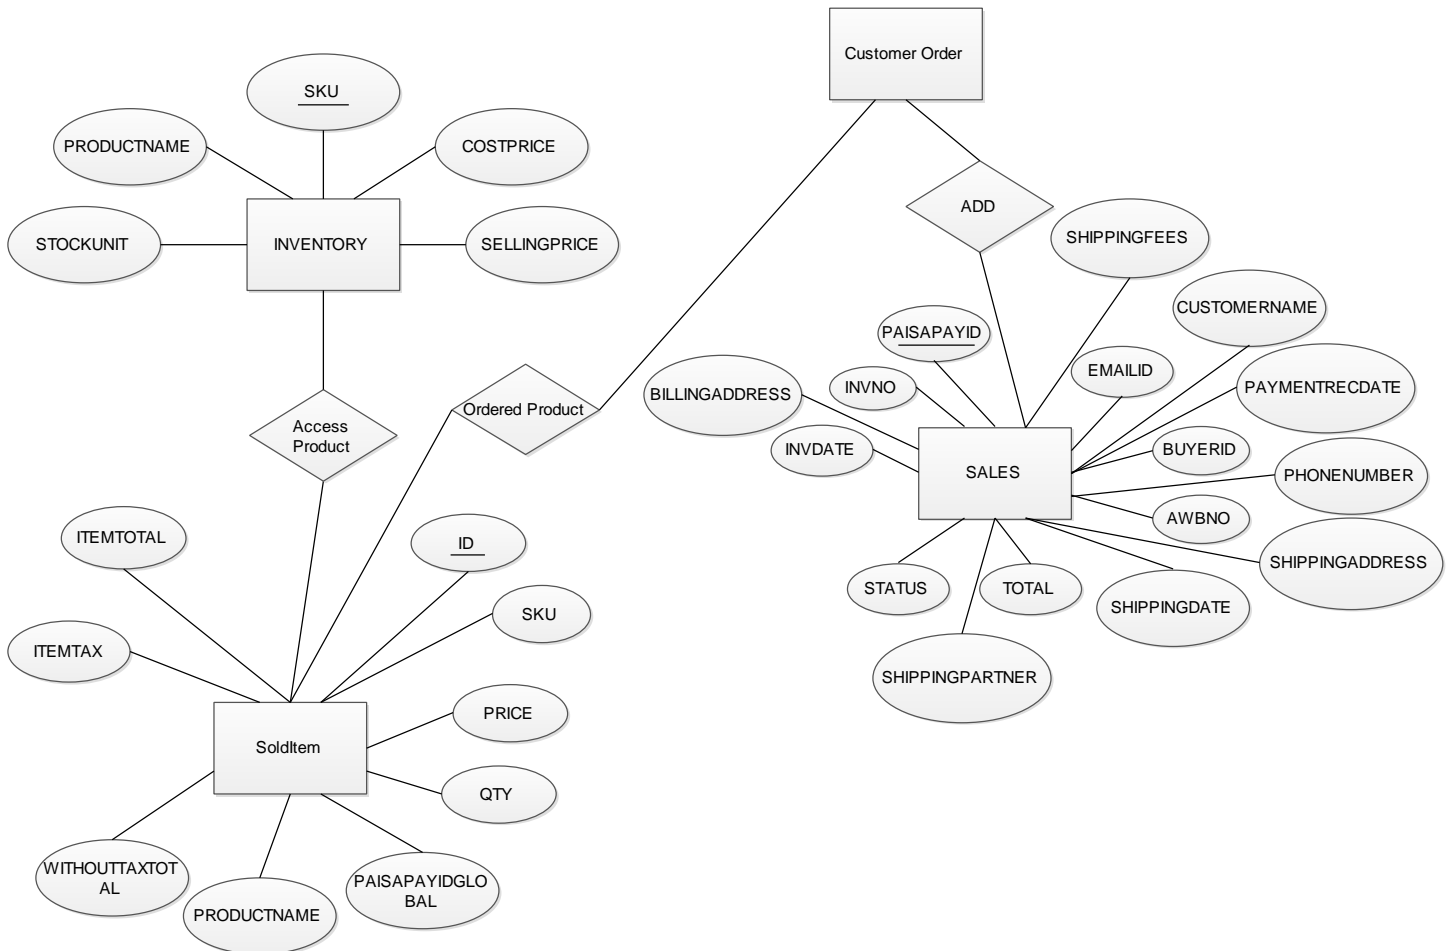 Customer Order
SKU
PRODUCTNAME
COSTPRICE
ADD
STOCKUNIT
INVENTORY
SELLINGPRICE
SHIPPINGFEES
CUSTOMERNAME
PAISAPAYID
EMAILID
INVNO
PAYMENTRECDATE
BILLINGADDRESS
Ordered Product
Access
Product
INVDATE
BUYERID
SALES
PHONENUMBER
AWBNO
ITEMTOTAL
ID
SHIPPINGADDRESS
STATUS
TOTAL
SHIPPINGDATE
SKU
ITEMTAX
SHIPPINGPARTNER
PRICE
SoldItem
QTY
WITHOUTTAXTOT
AL
PAISAPAYIDGLO
BAL
PRODUCTNAME